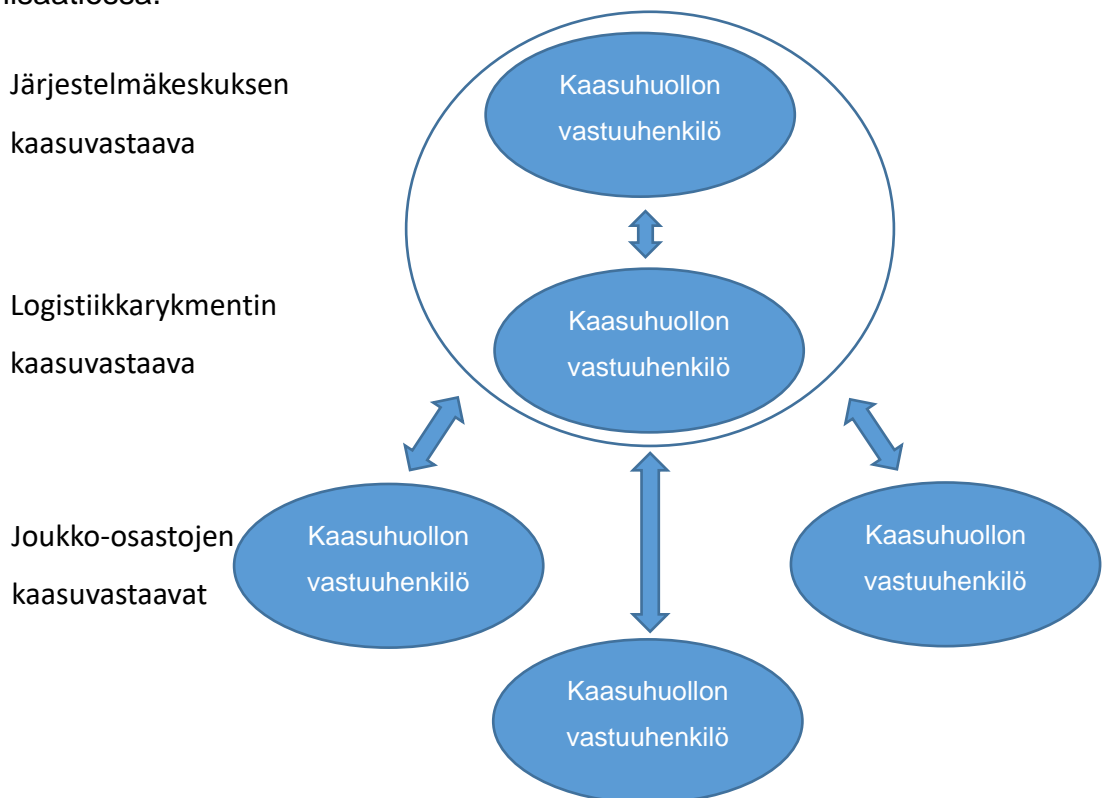 Järjestelmäkeskuksen
kaasuvastaava
Kaasuhuollon
vastuuhenkilö
Logistiikkarykmentin
kaasuvastaava
Kaasuhuollon
vastuuhenkilö
Joukko-osastojen
kaasuvastaavat
Kaasuhuollon
vastuuhenkilö
Kaasuhuollon
vastuuhenkilö
Kaasuhuollon
vastuuhenkilö